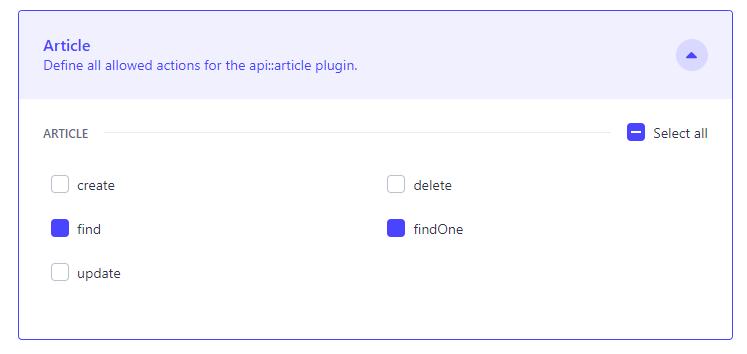 Article
Define all allowed actions for the api::article plugin.
ARTICLE Select all
create delete
find findOne
update